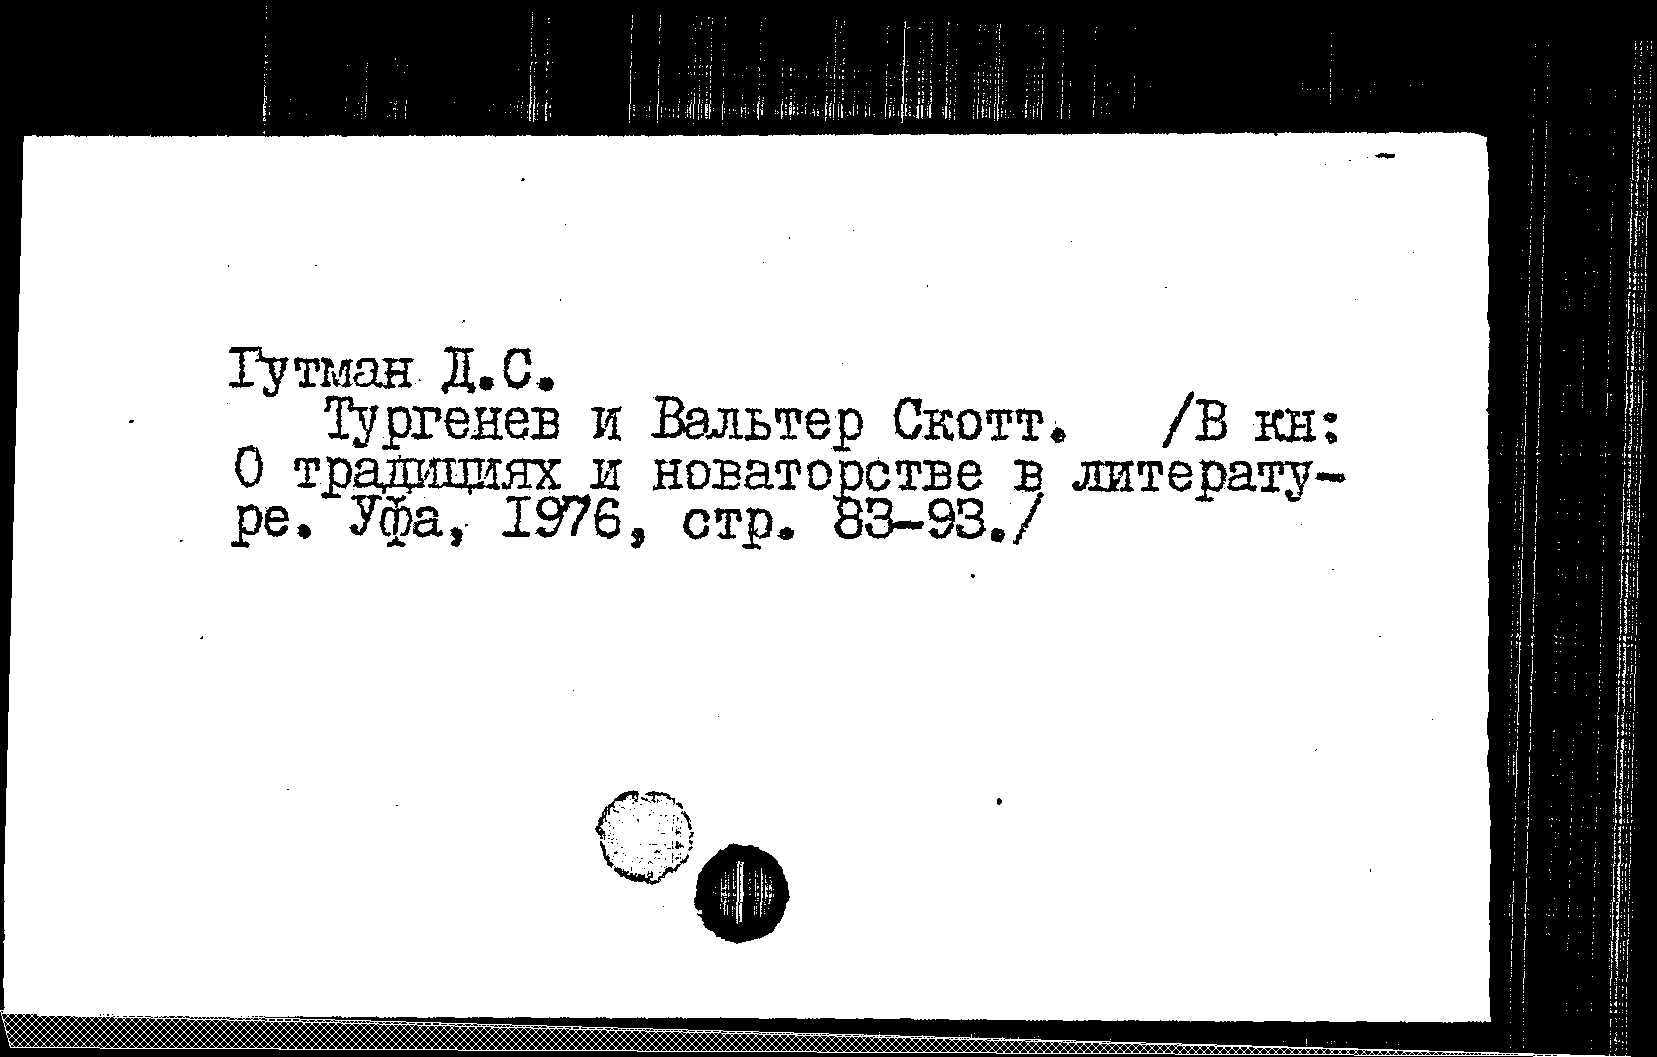 Гутман Д.С.
Тургенев и Вальтер Скотт. /В кн:
О традициях и новаторстве в литерату-
ре. Уфа, 1976, стр. 83-93./